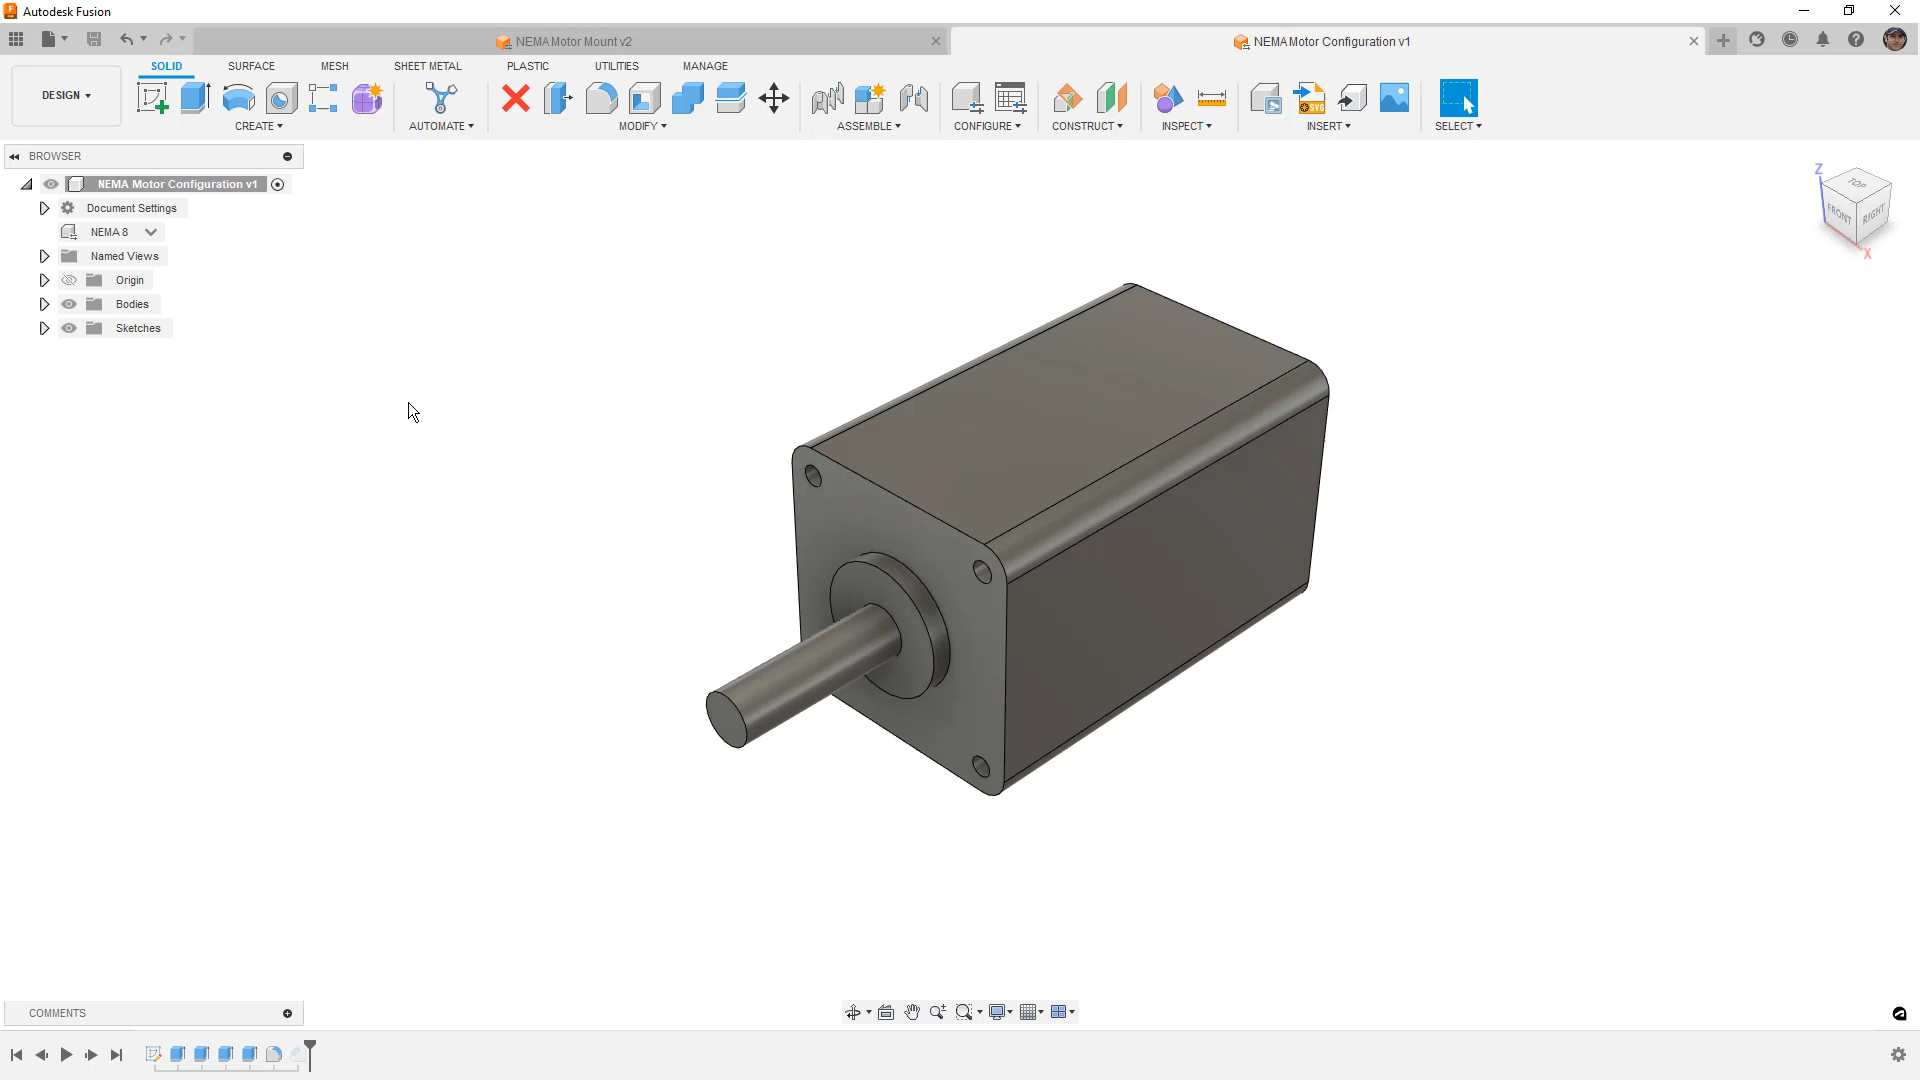 Autodesk Fusion
NEMA Motor Mount v2
NEMA Motor Configuration v1
SOLID
SURFACE
MESH
SHEET METAL
PLASTIC
UTILITIES
MANAGE
DESIGN
CREATE
AUTOMATE
MODIFY
ASSEMBLE
CONFIGURE
CONSTRUCT
INSPECT
INSERT
SELECT
SVG
BROWSER
NEMA Motor Configuration v1
Document Settings
NEMA 8
Named Views
Origin
Bodies
Sketches
Z
TOP
FRONT
RIGHT
X
COMMENTS